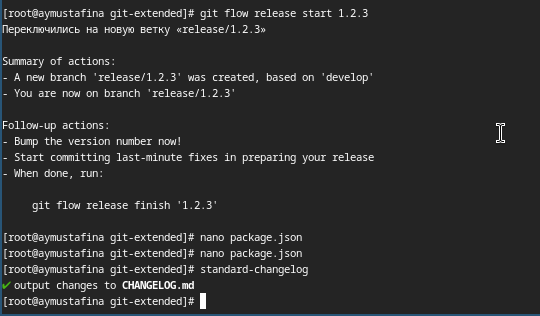 [root@aymustafina git-extended]# git flow release start 1.2.3
Переключились на новую ветку «release/1.2.3»
Summary of actions:
- A new branch 'release/1.2.3' was created, based on 'develop'
- You are now on branch 'release/1.2.3'
Follow-up actions:
- Bump the version number now!
- Start committing last-minute fixes in preparing your release
- When done, run:
git flow release finish '1.2.3'
[root@aymustafina git-extended]# nano package.json
[root@aymustafina git-extended]# nano package.json
[root@aymustafina git-extended]# standard-changelog
✔ output changes to CHANGELOG.md
[root@aymustafina git-extended]#